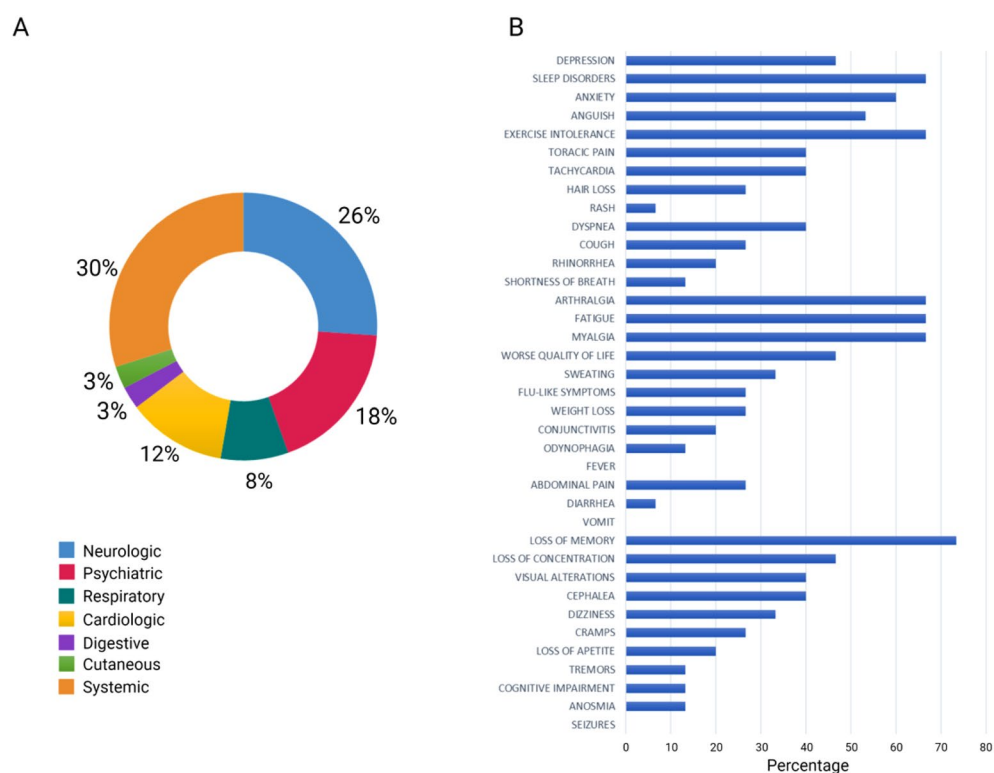 A
26%
30%
3%
3%
18%
12%
8%
Neurologic
Psychiatric
Respiratory
Cardiologic
Digestive
Cutaneous
Systemic
B
DEPRESSION
SLEEP DISORDERS
ANXIETY
ANGUISH
EXERCISE INTOLERANCE
TORACIC PAIN
TACHYCARDIA
HAIR LOSS
RASH
DYSPNEA
COUGH
RHINORRHEA
SHORTNESS OF BREATH
ARTHRALGIA
FATIGUE
MYALGIA
WORSE QUALITY OF LIFE
SWEATING
FLU-LIKE SYMPTOMS
WEIGHT LOSS
CONJUNCTIVITIS
ODYNOPHAGIA
FEVER
ABDOMINAL PAIN
DIARRHEA
VOMIT
LOSS OF MEMORY
LOSS OF CONCENTRATION
VISUAL ALTERATIONS
CEPHALEA
DIZZINESS
CRAMPS
LOSS OF APETITE
TREMORS
COGNITIVE IMPAIRMENT
ANOSMIA
SEIZURES
0 10 20 30 40 50 60 70 80
Percentage